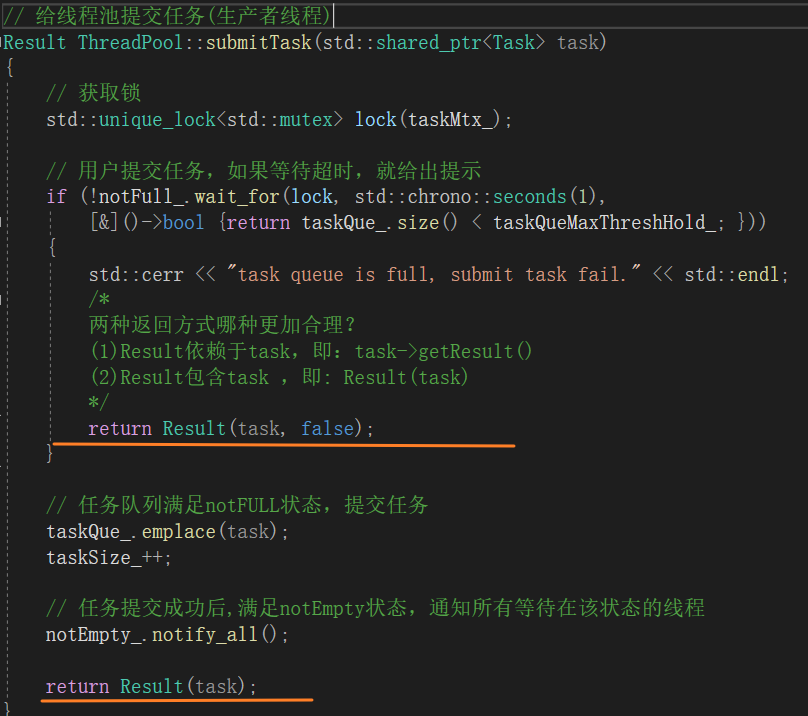 // 给线程池提交任务(生产者线程)
Result ThreadPool::submitTask(std::shared_ptr<Task> task)
{
// 获取锁
std::unique_lock<std::mutex> lock(taskMtx_);
// 用户提交任务，如果等待超时，就给出提示
if (!notFull_.wait_for(lock, std::chrono::seconds(1),
[&]()->bool {return taskQue_.size() < taskQueMaxThreshHold_; }))
{
std::cerr << "task queue is full, submit task fail." << std::endl;
/*
两种返回方式哪种更加合理？
(1)Result依赖于task，即：task->getResult()
(2)Result包含task ，即: Result(task)
*/
return Result(task, false);
}
// 任务队列满足notFULL状态，提交任务
taskQue_.emplace(task);
taskSize_++;
// 任务提交成功后,满足notEmpty状态，通知所有等待在该状态的线程
notEmpty_.notify_all();
return Result(task);
}